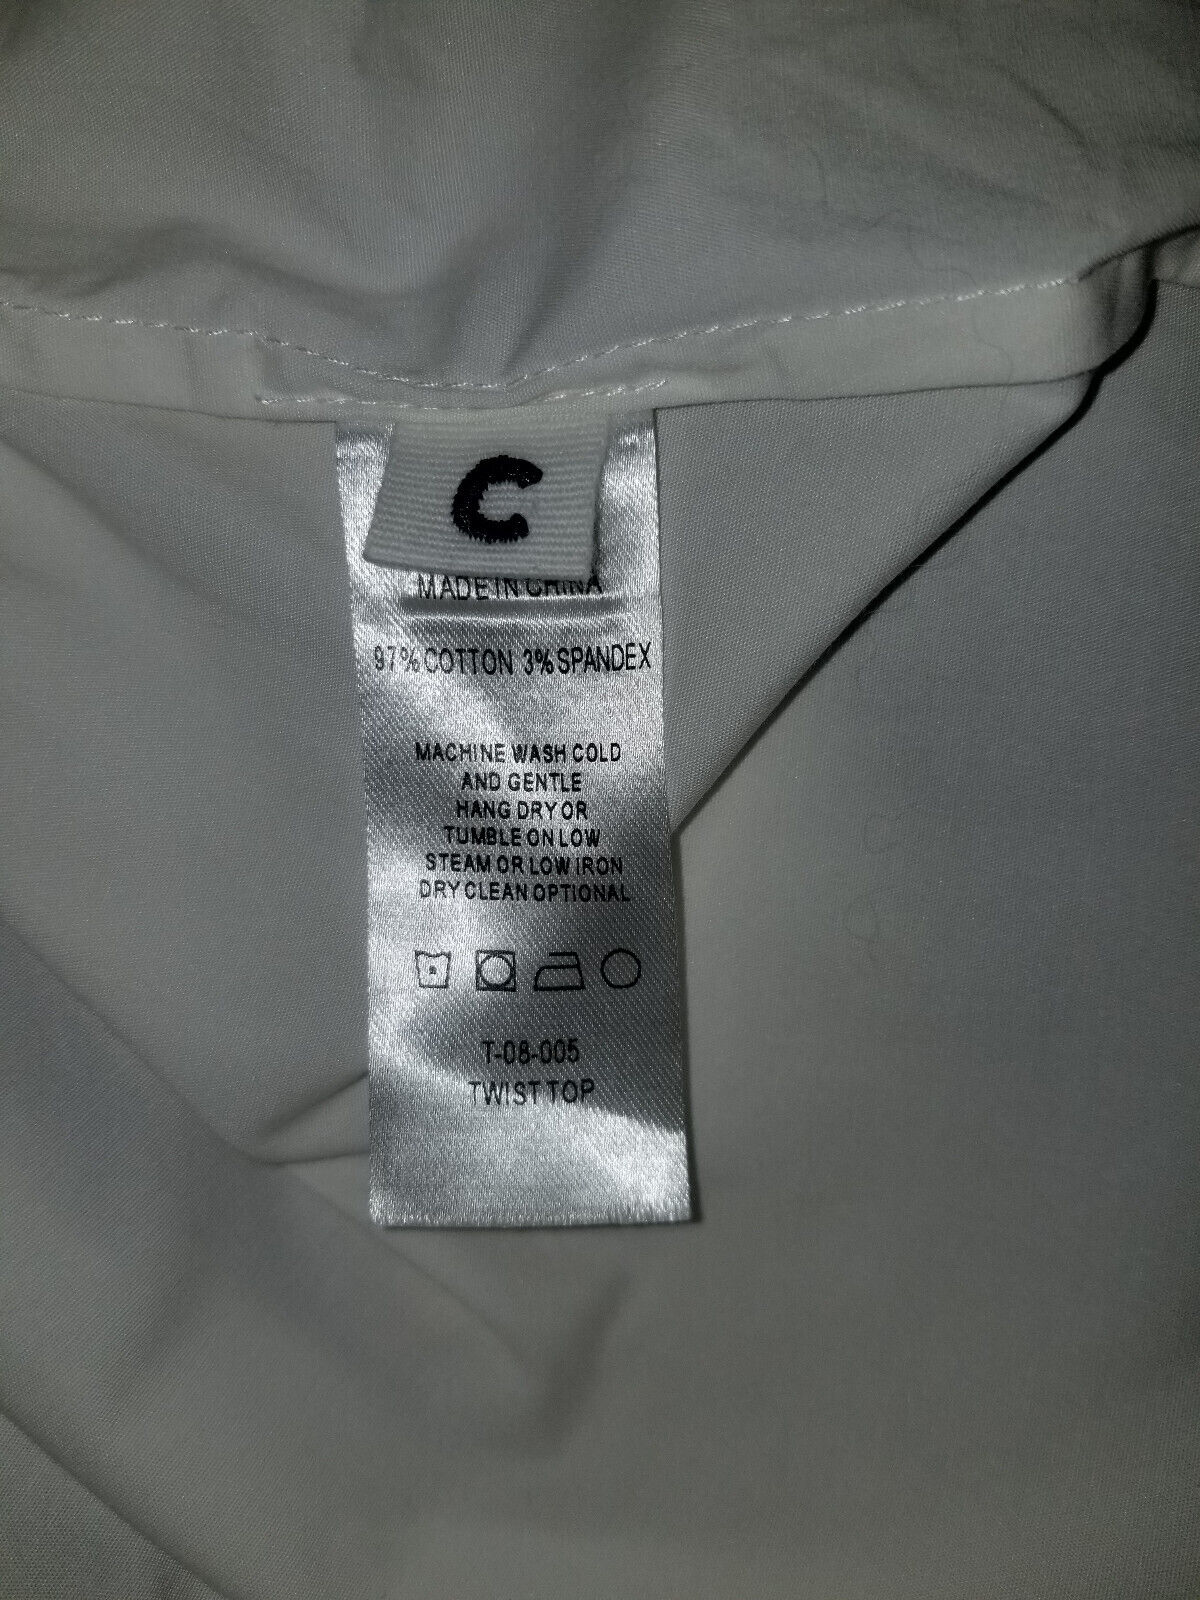 C
MADE IN CHINA
97% COTTON 3% SPANDEX
MACHINE WASH COLD
AND GENTLE
HANG DRY OR
TUMBLE ON LOW
STEAM OR LOW IRON
DRY CLEAN OPTIONAL
T-08-005
TWIST TOP